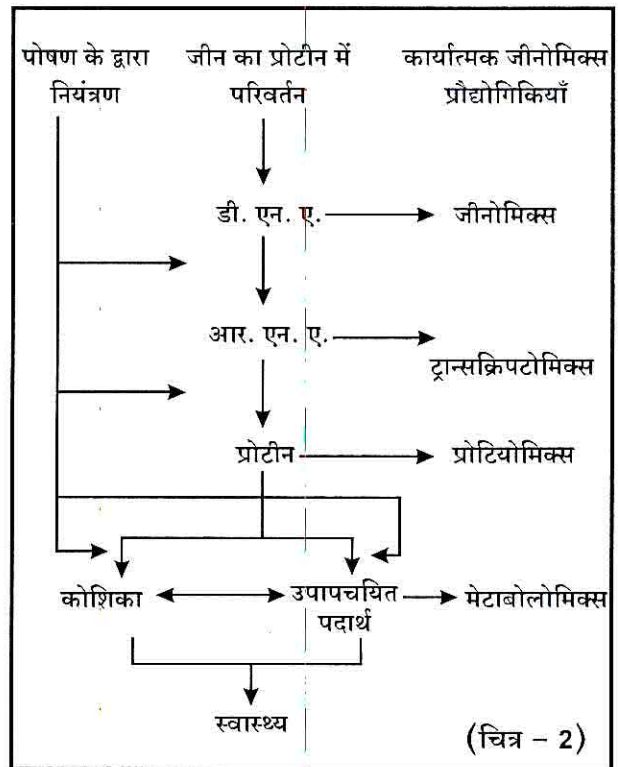 पोषण के द्वारा
नियंत्रण
जीन का प्रोटीन में
परिवर्तन
कार्यात्मक जीनोमिक्स
प्रौद्योगिकियाँ
डी. एन. ए.
जीनोमिक्स
आर. एन. ए.
ट्रान्सक्रिपटोमिक्स
प्रोटीन
प्रोटियोमिक्स
कोशिका
उपापचयित
पदार्थ
मेटाबोलोमिक्स
स्वास्थ्य
(चित्र - 2)